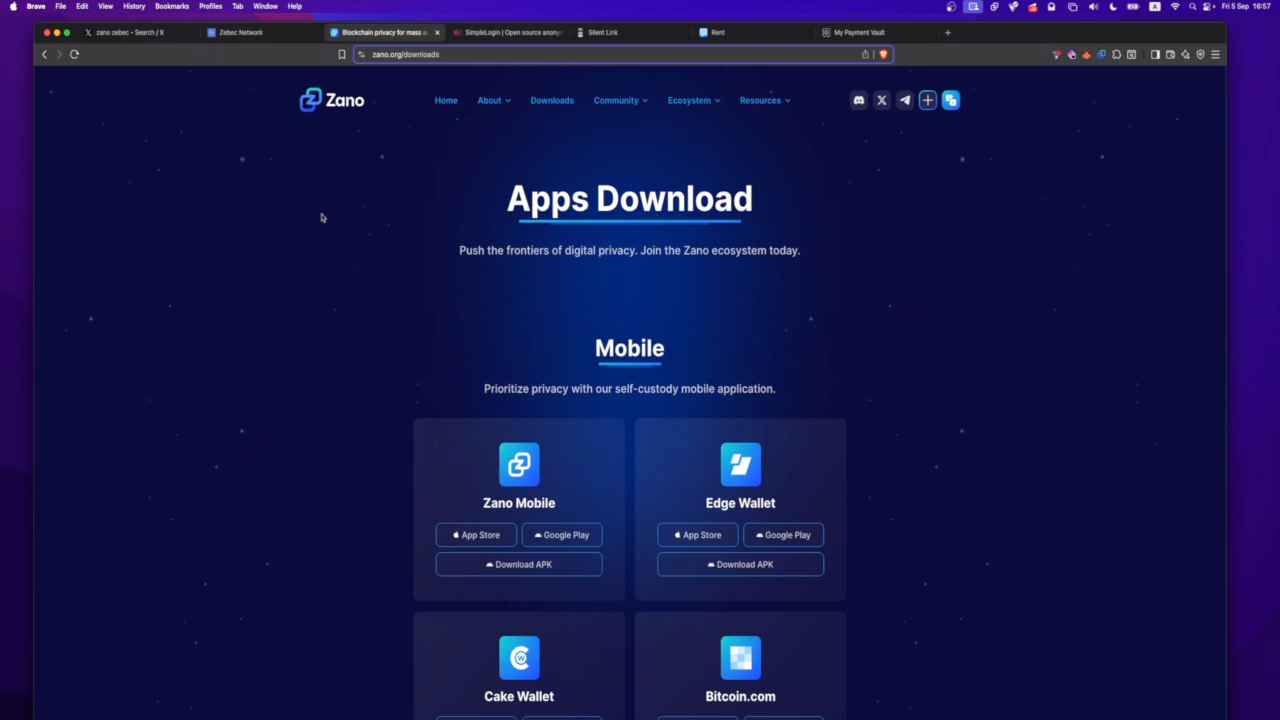 Brave File Edit View History Bookmarks Profiles Tab Window Help
A
Fri 5 Sep 16:57
zano zebec - Search / X
Zebec Network
Blockchain privacy for mass a
SimpleLogin | Open source anonym
Silent Link
Rent
My Payment Vault
zano.org/downloads
Zano
Home About Downloads Community Ecosystem Resources
Apps Download
Push the frontiers of digital privacy. Join the Zano ecosystem today.
Mobile
Prioritize privacy with our self-custody mobile application.
Zano Mobile
App Store Google Play
Download APK
Edge Wallet
App Store Google Play
Download APK
Cake Wallet
Bitcoin.com